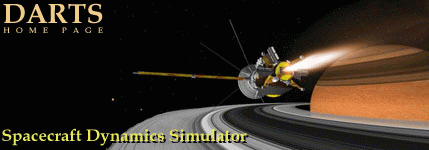 DARTS
HOME PAGE
Spacecraft Dynamics Simulator